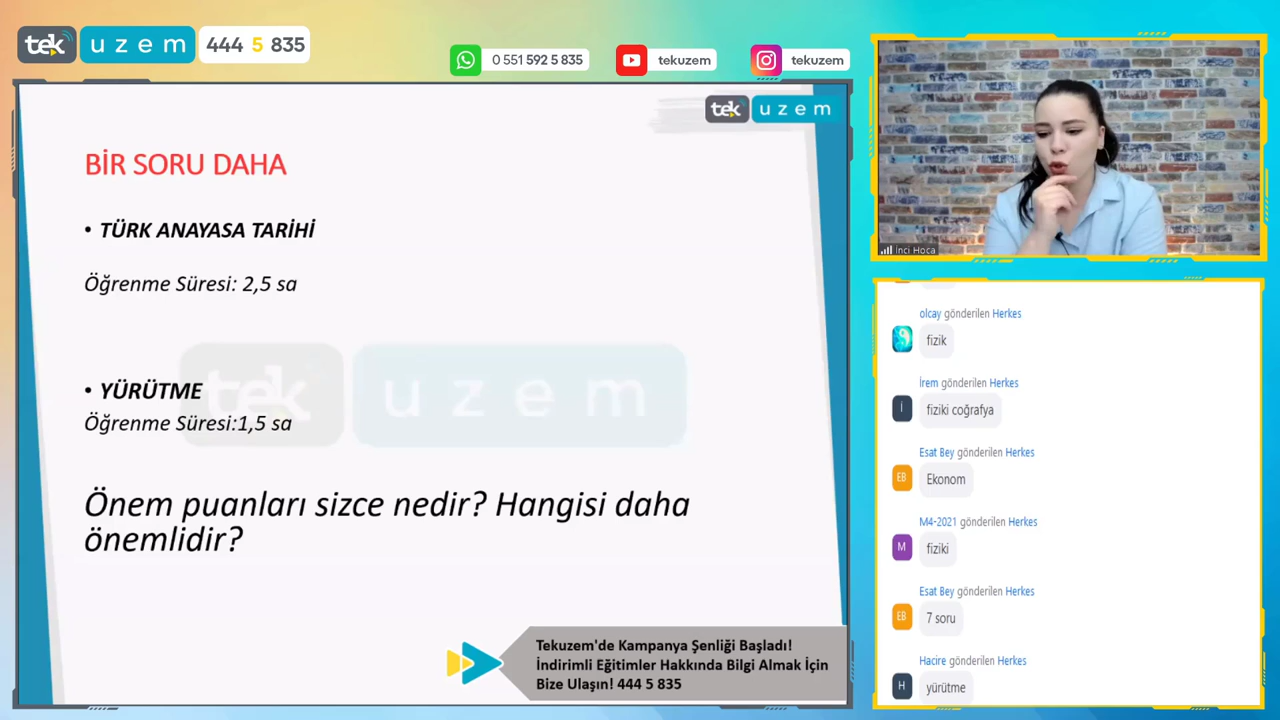 tek uzem 444 5 835
0 551 592 5 835
tekuzem
tekuzem
tek uzem
BİR SORU DAHA
• TÜRK ANAYASA TARİHİ
Öğrenme Süresi: 2,5 sa
tek uzem
• YÜRÜTME
Öğrenme Süresi:1,5 sa
Önem puanları sizce nedir? Hangisi daha
önemlidir?
Tekuzem'de Kampanya Şenliği Başladı!
İndirimli Eğitimler Hakkında Bilgi Almak İçin
Bize Ulaşın! 444 5 835
İnci Hoca
olcay gönderilen Herkes
fizik
İrem gönderilen Herkes
İ
fiziki coğrafya
Esat Bey gönderilen Herkes
EB
Ekonom
M4-2021 gönderilen Herkes
M
fiziki
Esat Bey gönderilen Herkes
EB
7 soru
Hacire gönderilen Herkes
H
yürütme